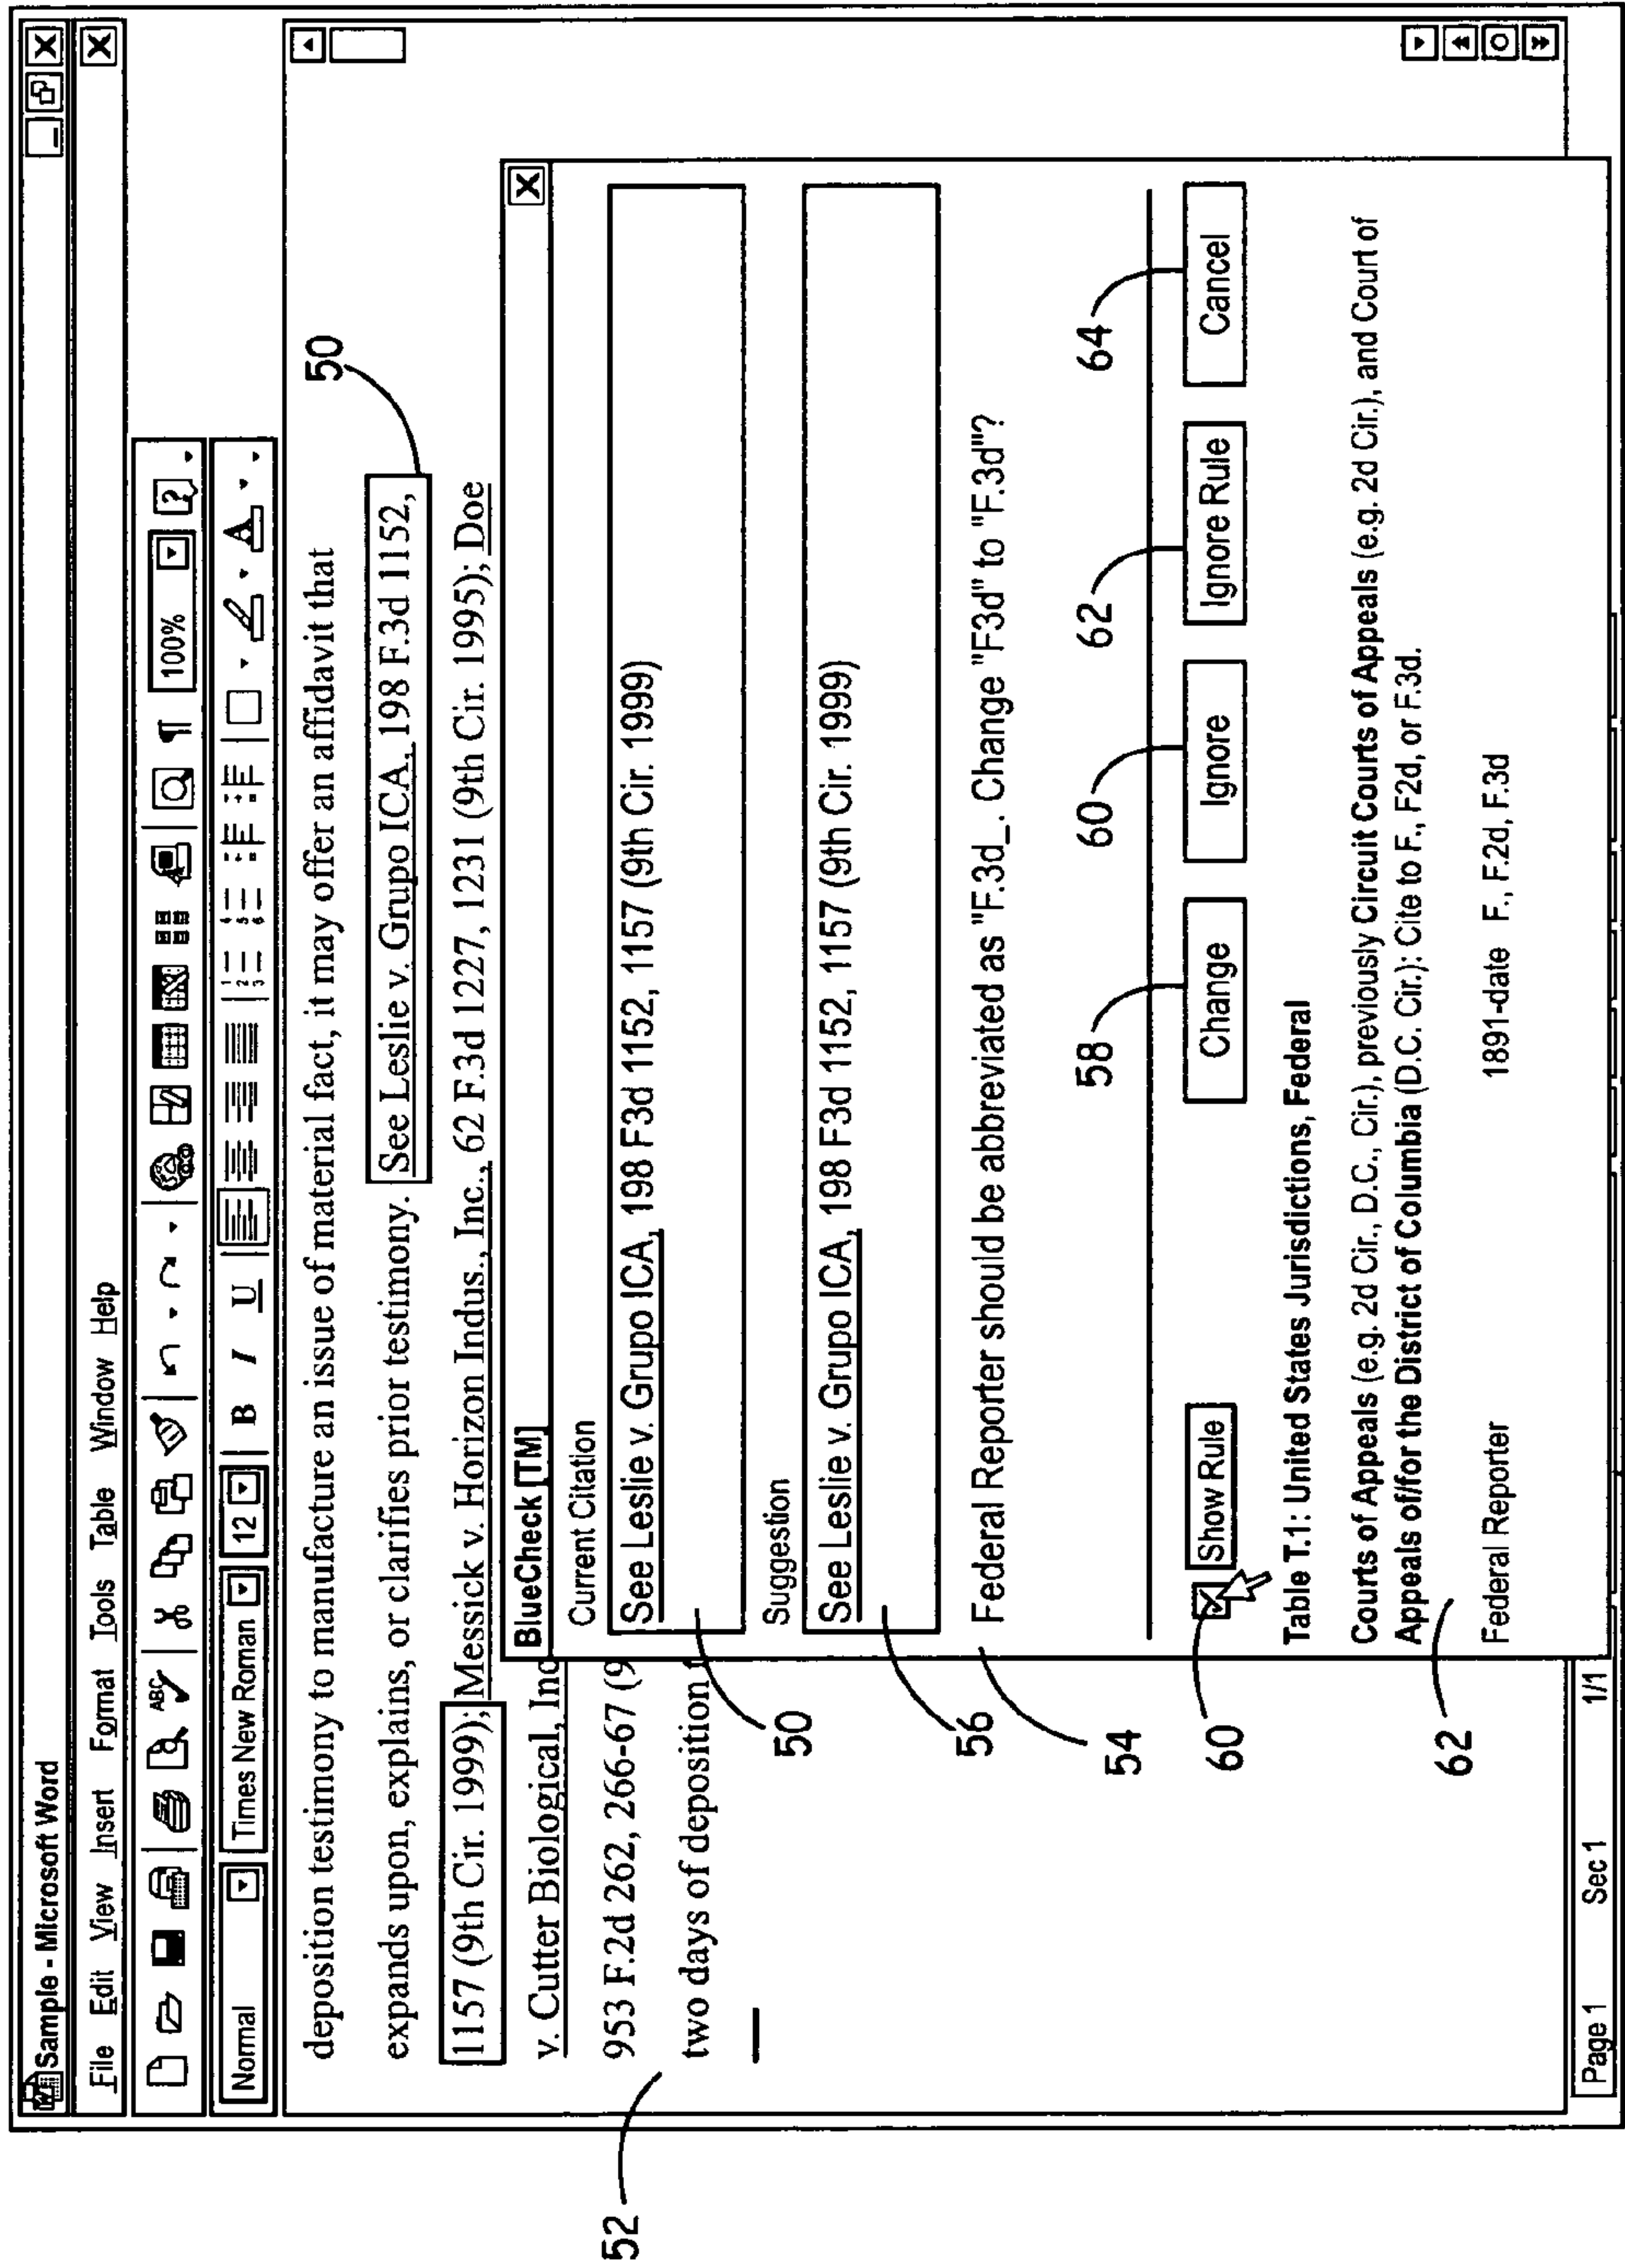 Sample - Microsoft Word
File Edit View Insert Format Tools Table Window Help
ABC
100%
?
Normal
Times New Roman
12
B I U
A
deposition testimony to manufacture an issue of material fact, it may offer an affidavit that
expands upon, explains, or clarifies prior testimony. See Leslie v. Grupo ICA, 198 F.3d 1152,
50
1157 (9th Cir. 1999); Messick v. Horizon Indus., Inc., 62 F.3d 1227, 1231 (9th Cir. 1995); Doe
v. Cutter Biological, Inc
953 F.2d 262, 266-67 (9
two days of deposition
52
BlueCheck [TM]
Current Citation
See Leslie v. Grupo ICA, 198 F3d 1152, 1157 (9th Cir. 1999)
50
Suggestion
See Leslie v. Grupo ICA, 198 F.3d 1152, 1157 (9th Cir. 1999)
56
Federal Reporter should be abbreviated as "F.3d_. Change "F3d" to "F.3d"?
54
58 60 62 64
60
Show Rule Change Ignore Ignore Rule Cancel
Table T.1: United States Jurisdictions, Federal
Courts of Appeals (e.g. 2d Cir., D.C., Cir.), previously Circuit Courts of Appeals (e.g. 2d Cir.), and Court of
Appeals of/for the District of Columbia (D.C. Cir.): Cite to F., F2d, or F.3d.
62
Federal Reporter 1891-date F., F.2d, F.3d
Page 1 Sec 1 1/1